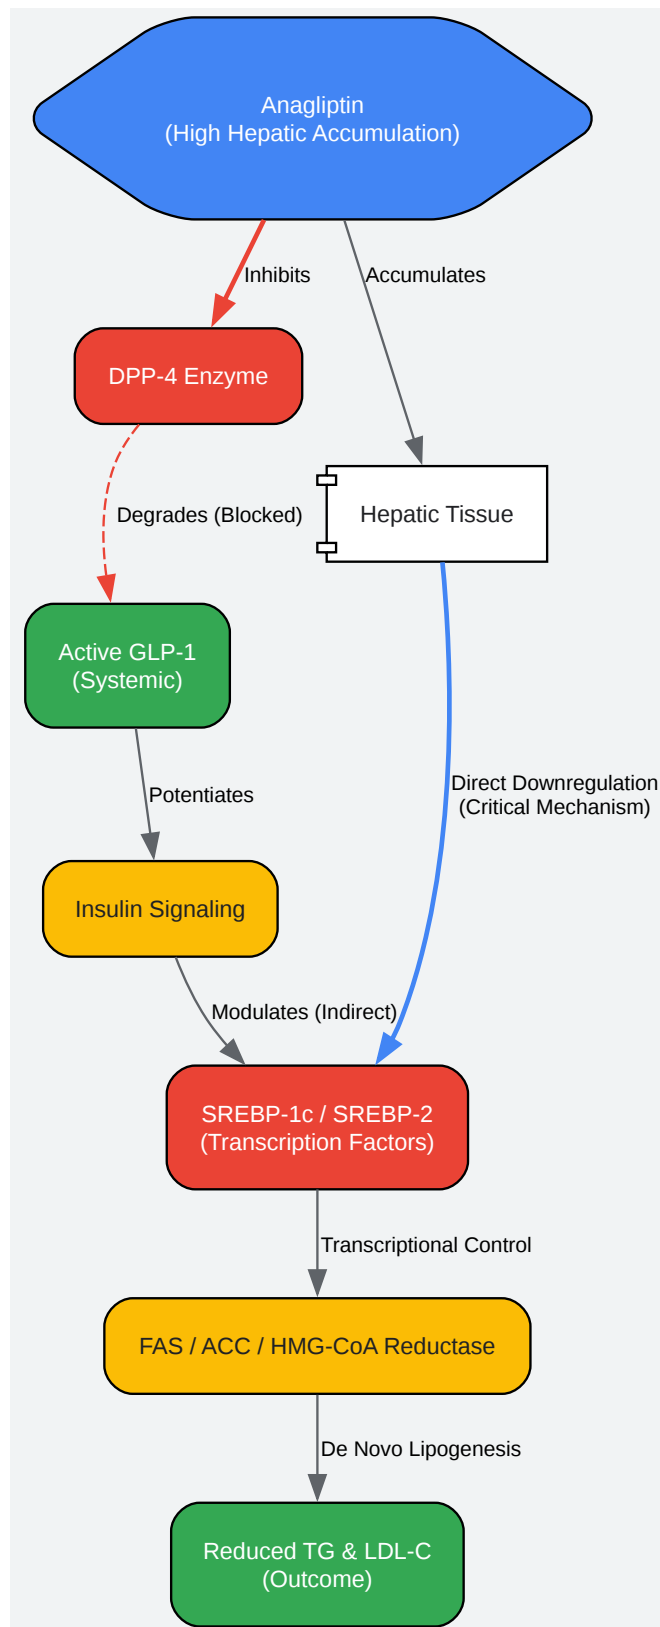 Anagliptin
(High Hepatic Accumulation)
Inhibits
Accumulates
DPP-4 Enzyme
Degrades (Blocked)
Hepatic Tissue
Active GLP-1
(Systemic)
Potentiates
Direct Downregulation
(Critical Mechanism)
Insulin Signaling
Modulates (Indirect)
SREBP-1c / SREBP-2
(Transcription Factors)
Transcriptional Control
FAS / ACC / HMG-CoA Reductase
De Novo Lipogenesis
Reduced TG & LDL-C
(Outcome)